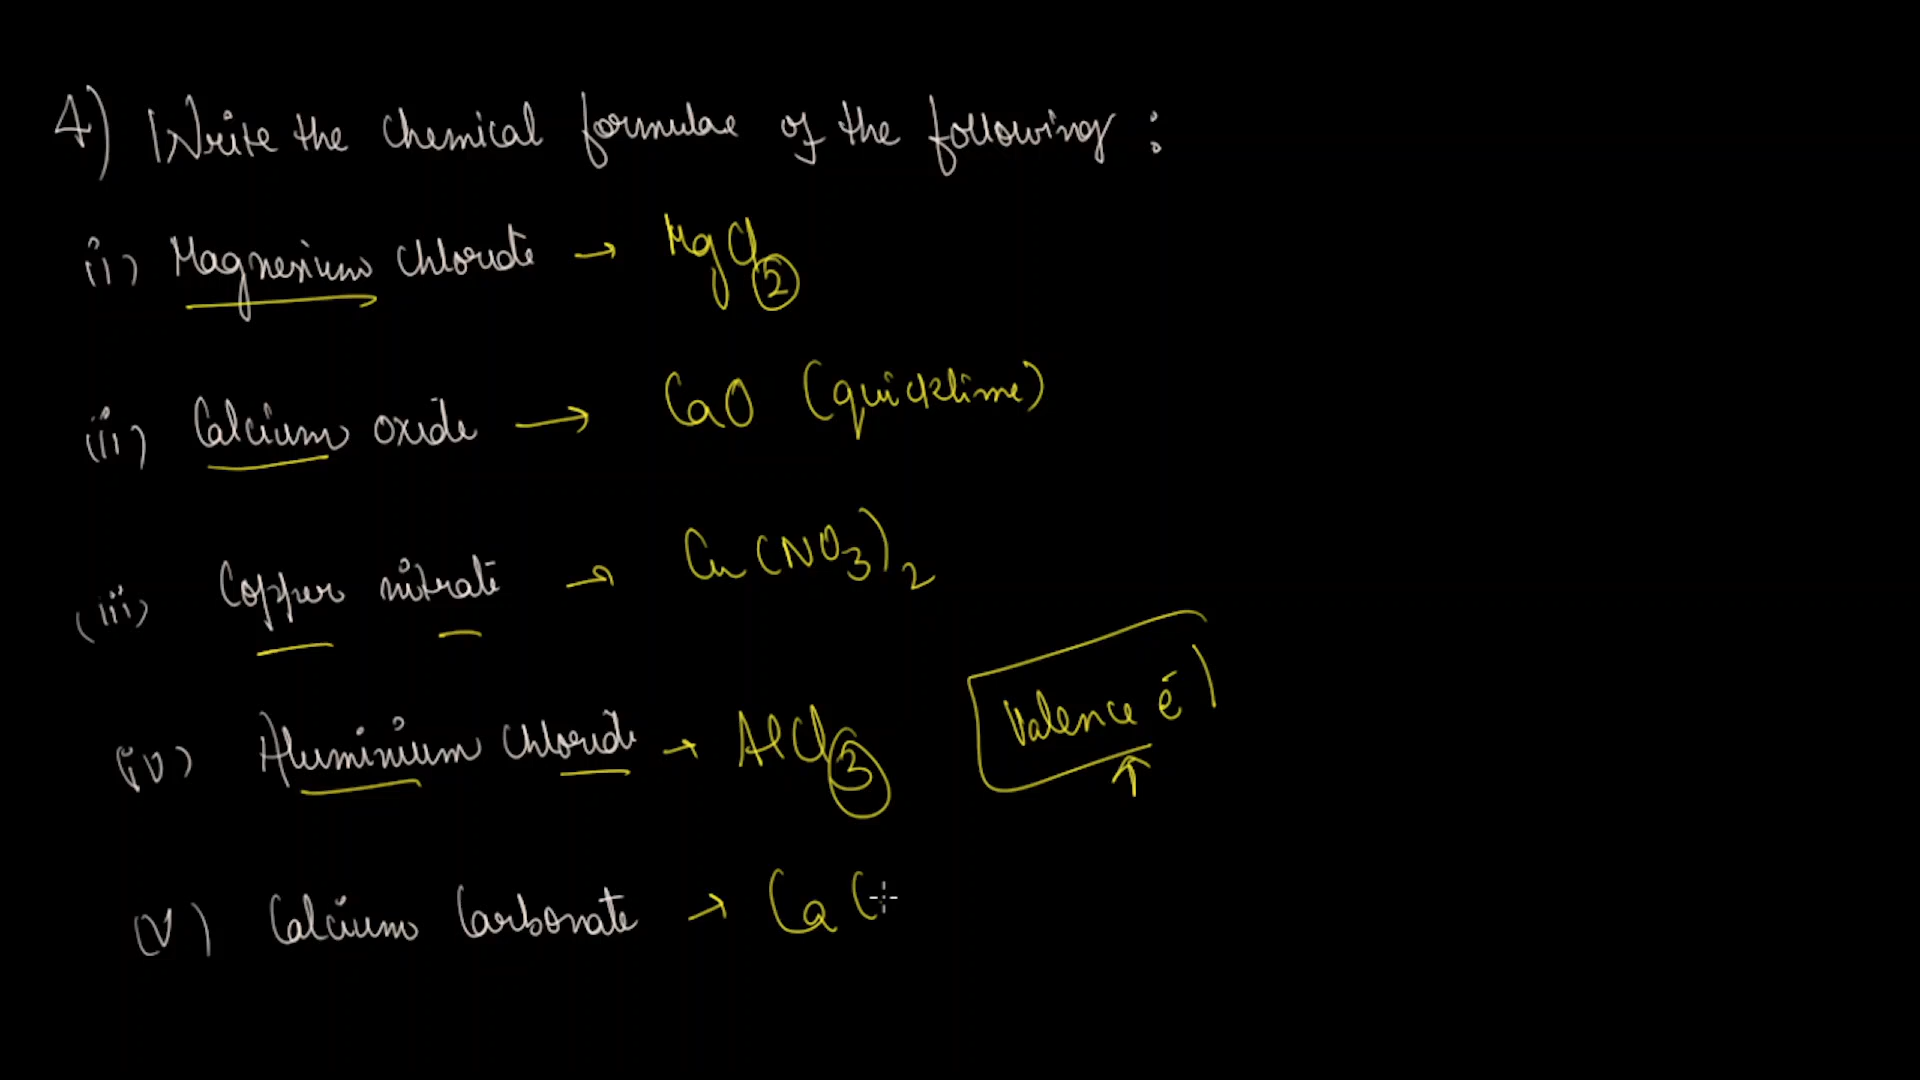 4) Write the chemical formulae of the following :
(i) Magnesium chloride → MgCl2
(ii) Calcium oxide → CaO (quicklime)
(iii) Copper nitrate → Cu(NO3)2
(iv) Aluminium chloride → AlCl3
Valence e-
(v) Calcium Carbonate → Ca C